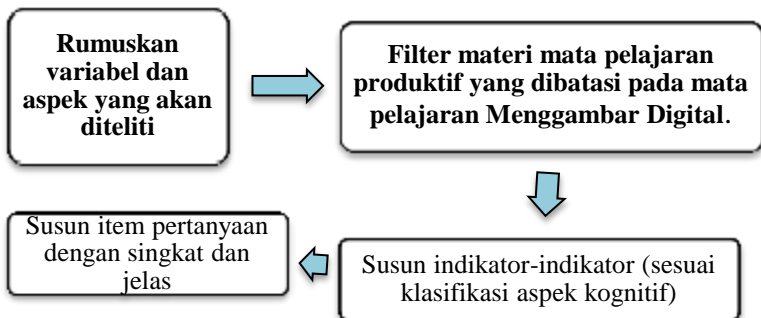 Rumuskan
variabel dan
aspek yang akan
diteliti
Filter materi mata pelajaran
produktif yang dibatasi pada mata
pelajaran Menggambar Digital.
Susun indikator-indikator (sesuai
klasifikasi aspek kognitif)
Susun item pertanyaan
dengan singkat dan
jelas